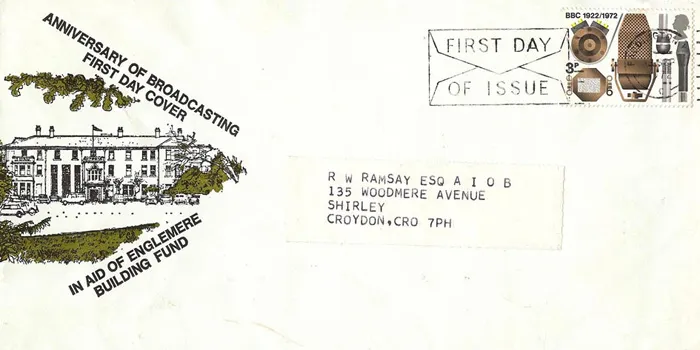 ANNIVERSARY OF BROADCASTING
FIRST DAY COVER
IN AID OF ENGLEMERE
BUILDING FUND
FIRST DAY
OF ISSUE
BBC 1922/1972
3P
R W RAMSAY ESQ A I O B
135 WOODMERE AVENUE
SHIRLEY
CROYDON,CRO 7PH